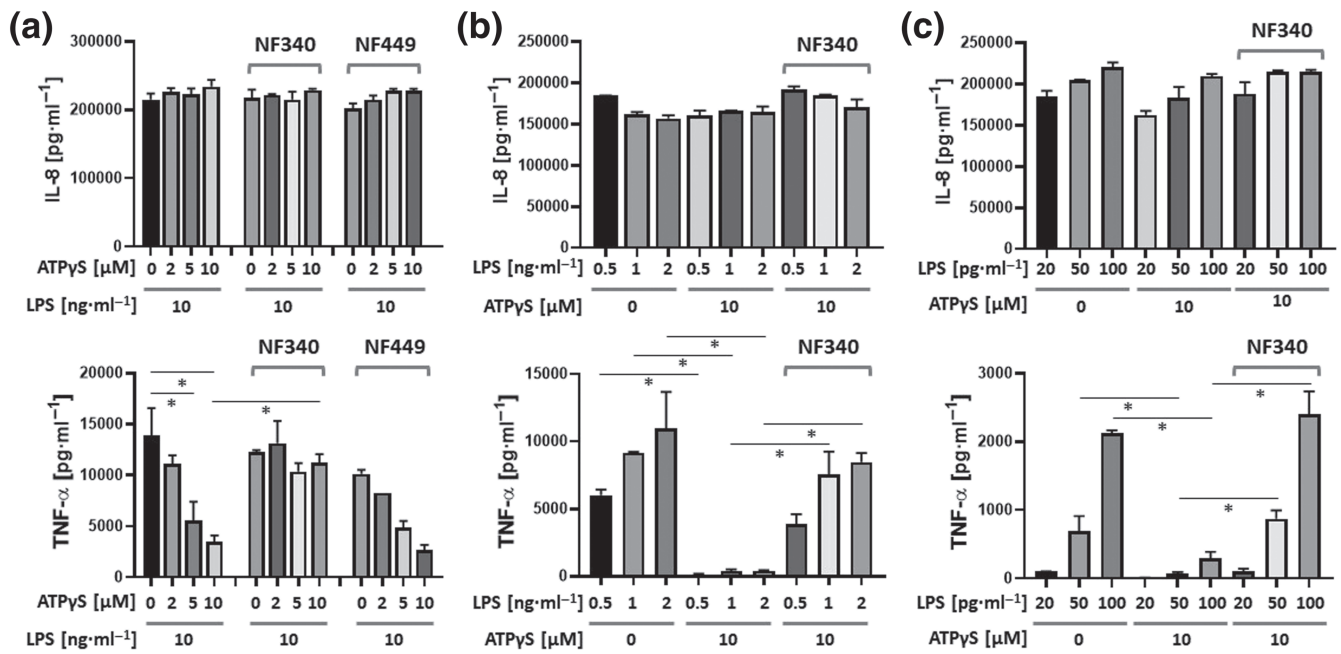 (a)
NF340 NF449
IL-8 [pg·ml⁻¹]
300000
200000
100000
0
ATPγS [µM] 0 2 5 10 0 2 5 10 0 2 5 10
LPS [ng·ml⁻¹] 10 10 10
NF340 NF449
TNF-α [pg·ml⁻¹]
20000
15000
10000
5000
0
* * *
ATPγS [µM] 0 2 5 10 0 2 5 10 0 2 5 10
LPS [ng·ml⁻¹] 10 10 10
(b)
NF340
IL-8 [pg·ml⁻¹]
250000
200000
150000
100000
50000
0
LPS [ng·ml⁻¹] 0.5 1 2 0.5 1 2 0.5 1 2
ATPγS [µM] 0 10 10
NF340
TNF-α [pg·ml⁻¹]
15000
10000
5000
0
* * * * *
LPS [ng·ml⁻¹] 0.5 1 2 0.5 1 2 0.5 1 2
ATPγS [µM] 0 10 10
(c)
NF340
IL-8 [pg·ml⁻¹]
250000
200000
150000
100000
50000
0
LPS [pg·ml⁻¹] 20 50 100 20 50 100 20 50 100
ATPγS [µM] 0 10 10
NF340
TNF-α [pg·ml⁻¹]
3000
2000
1000
0
* * * *
LPS [pg·ml⁻¹] 20 50 100 20 50 100 20 50 100
ATPγS [µM] 0 10 10